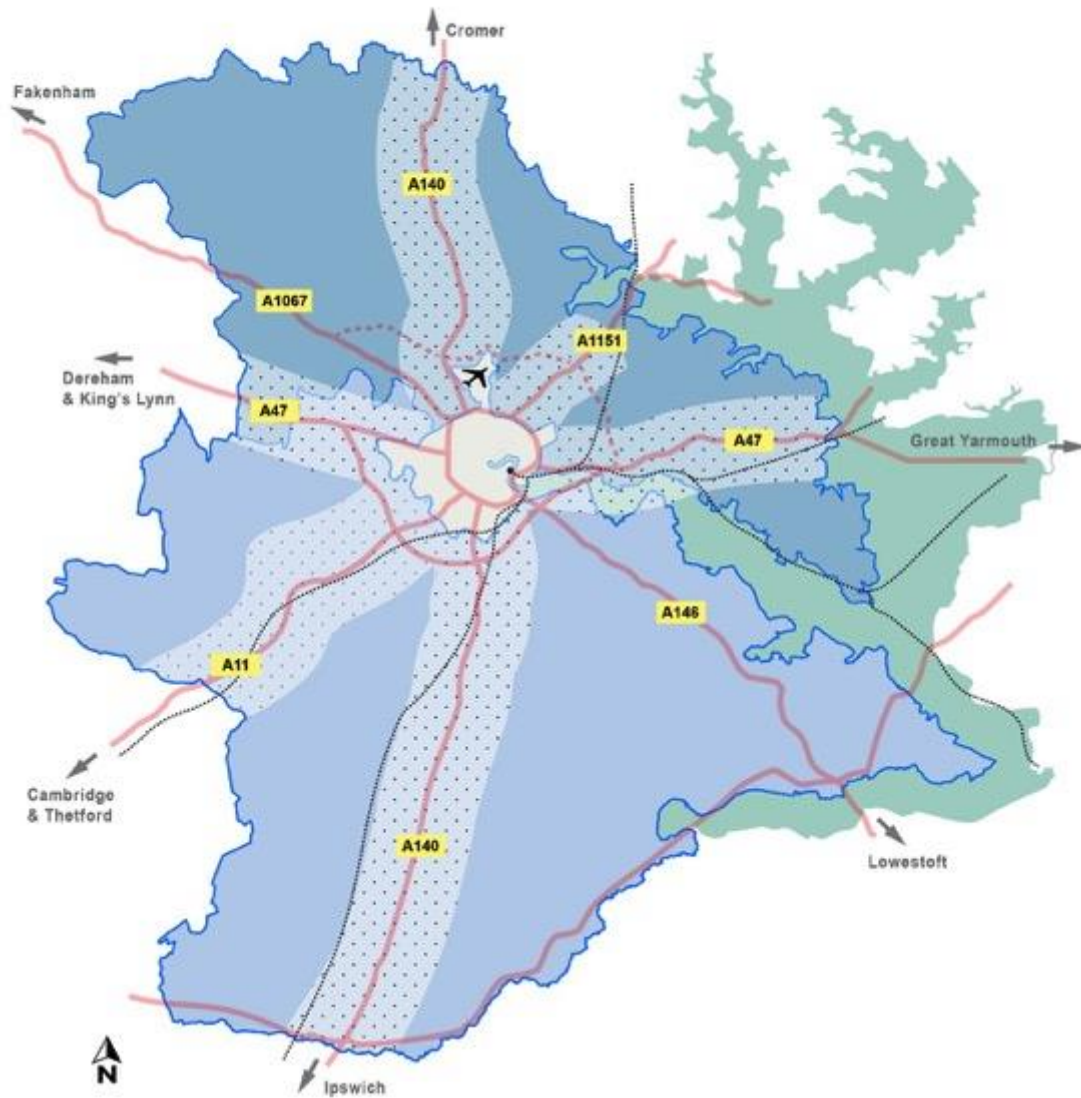 Cromer
Fakenham
A140
A1067
A1151
Dereham
& King's Lynn
A47
A47
Great Yarmouth
A146
A11
Cambridge
& Thetford
A140
Lowestoft
N
Ipswich